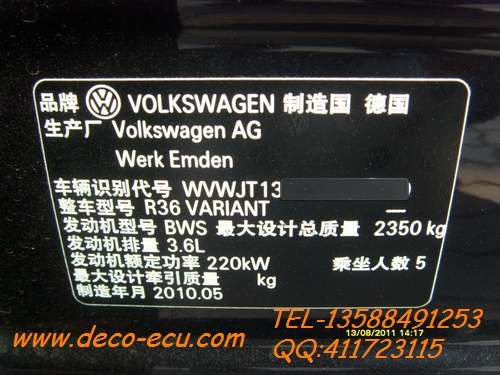 品牌 VOLKSWAGEN 制造国 德国
生产厂 Volkswagen AG
Werk Emden
车辆识别代号 WVWJT13
整车型号 R36 VARIANT
发动机型号 BWS 最大设计总质量 2350 kg
发动机排量 3.6L
发动机额定功率 220kW 乘坐人数 5
最大设计牵引质量 kg
制造年月 2010.05
www.deco-ecu.com
TEL-13588491253
13/08/2011 14:17
QQ:411723115